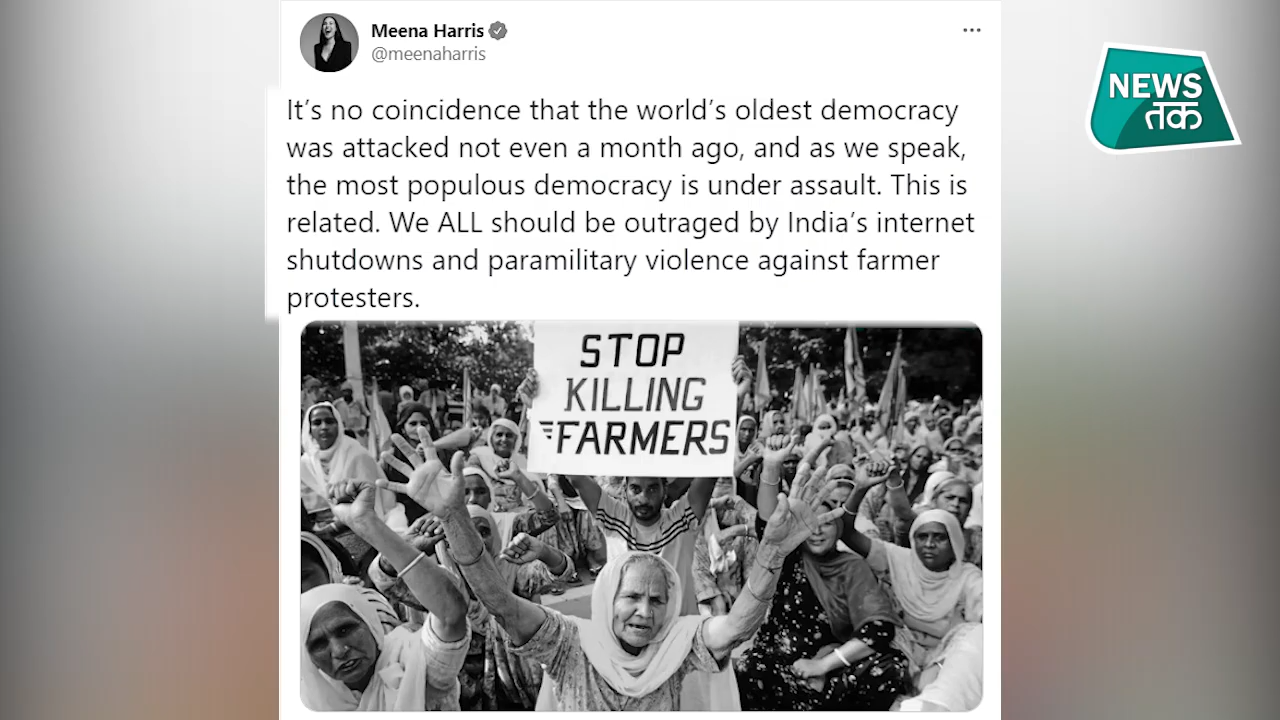 Meena Harris
@meenaharris
It's no coincidence that the world's oldest democracy
was attacked not even a month ago, and as we speak,
the most populous democracy is under assault. This is
related. We ALL should be outraged by India's internet
shutdowns and paramilitary violence against farmer
protesters.
STOP
KILLING
FARMERS
NEWS
तक